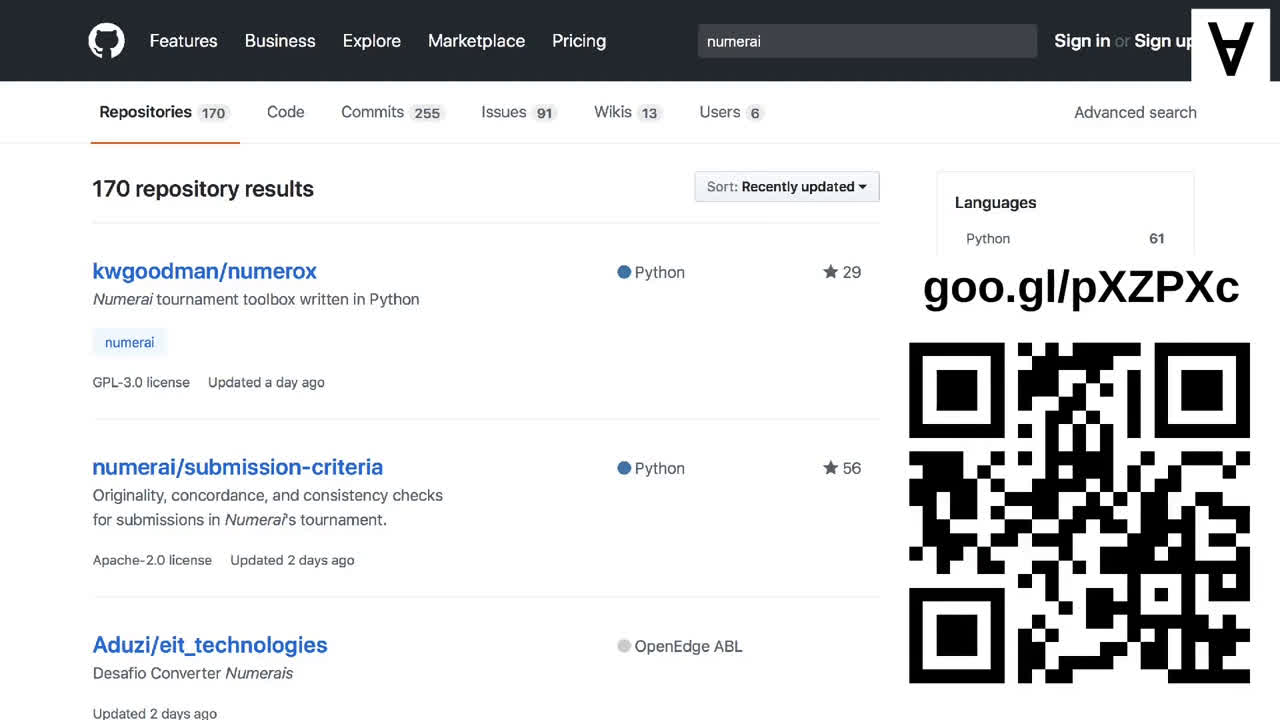 Features Business Explore Marketplace Pricing numerai Sign in or Sign up
Repositories 170 Code Commits 255 Issues 91 Wikis 13 Users 6 Advanced search
170 repository results Sort: Recently updated
Languages
Python 61
kwgoodman/numerox Python 29
Numerai tournament toolbox written in Python
numerai
GPL-3.0 license Updated a day ago
goo.gl/pXZPXc
numerai/submission-criteria Python 56
Originality, concordance, and consistency checks
for submissions in Numerai's tournament.
Apache-2.0 license Updated 2 days ago
Aduzi/eit_technologies OpenEdge ABL
Desafio Converter Numerais
Updated 2 days ago